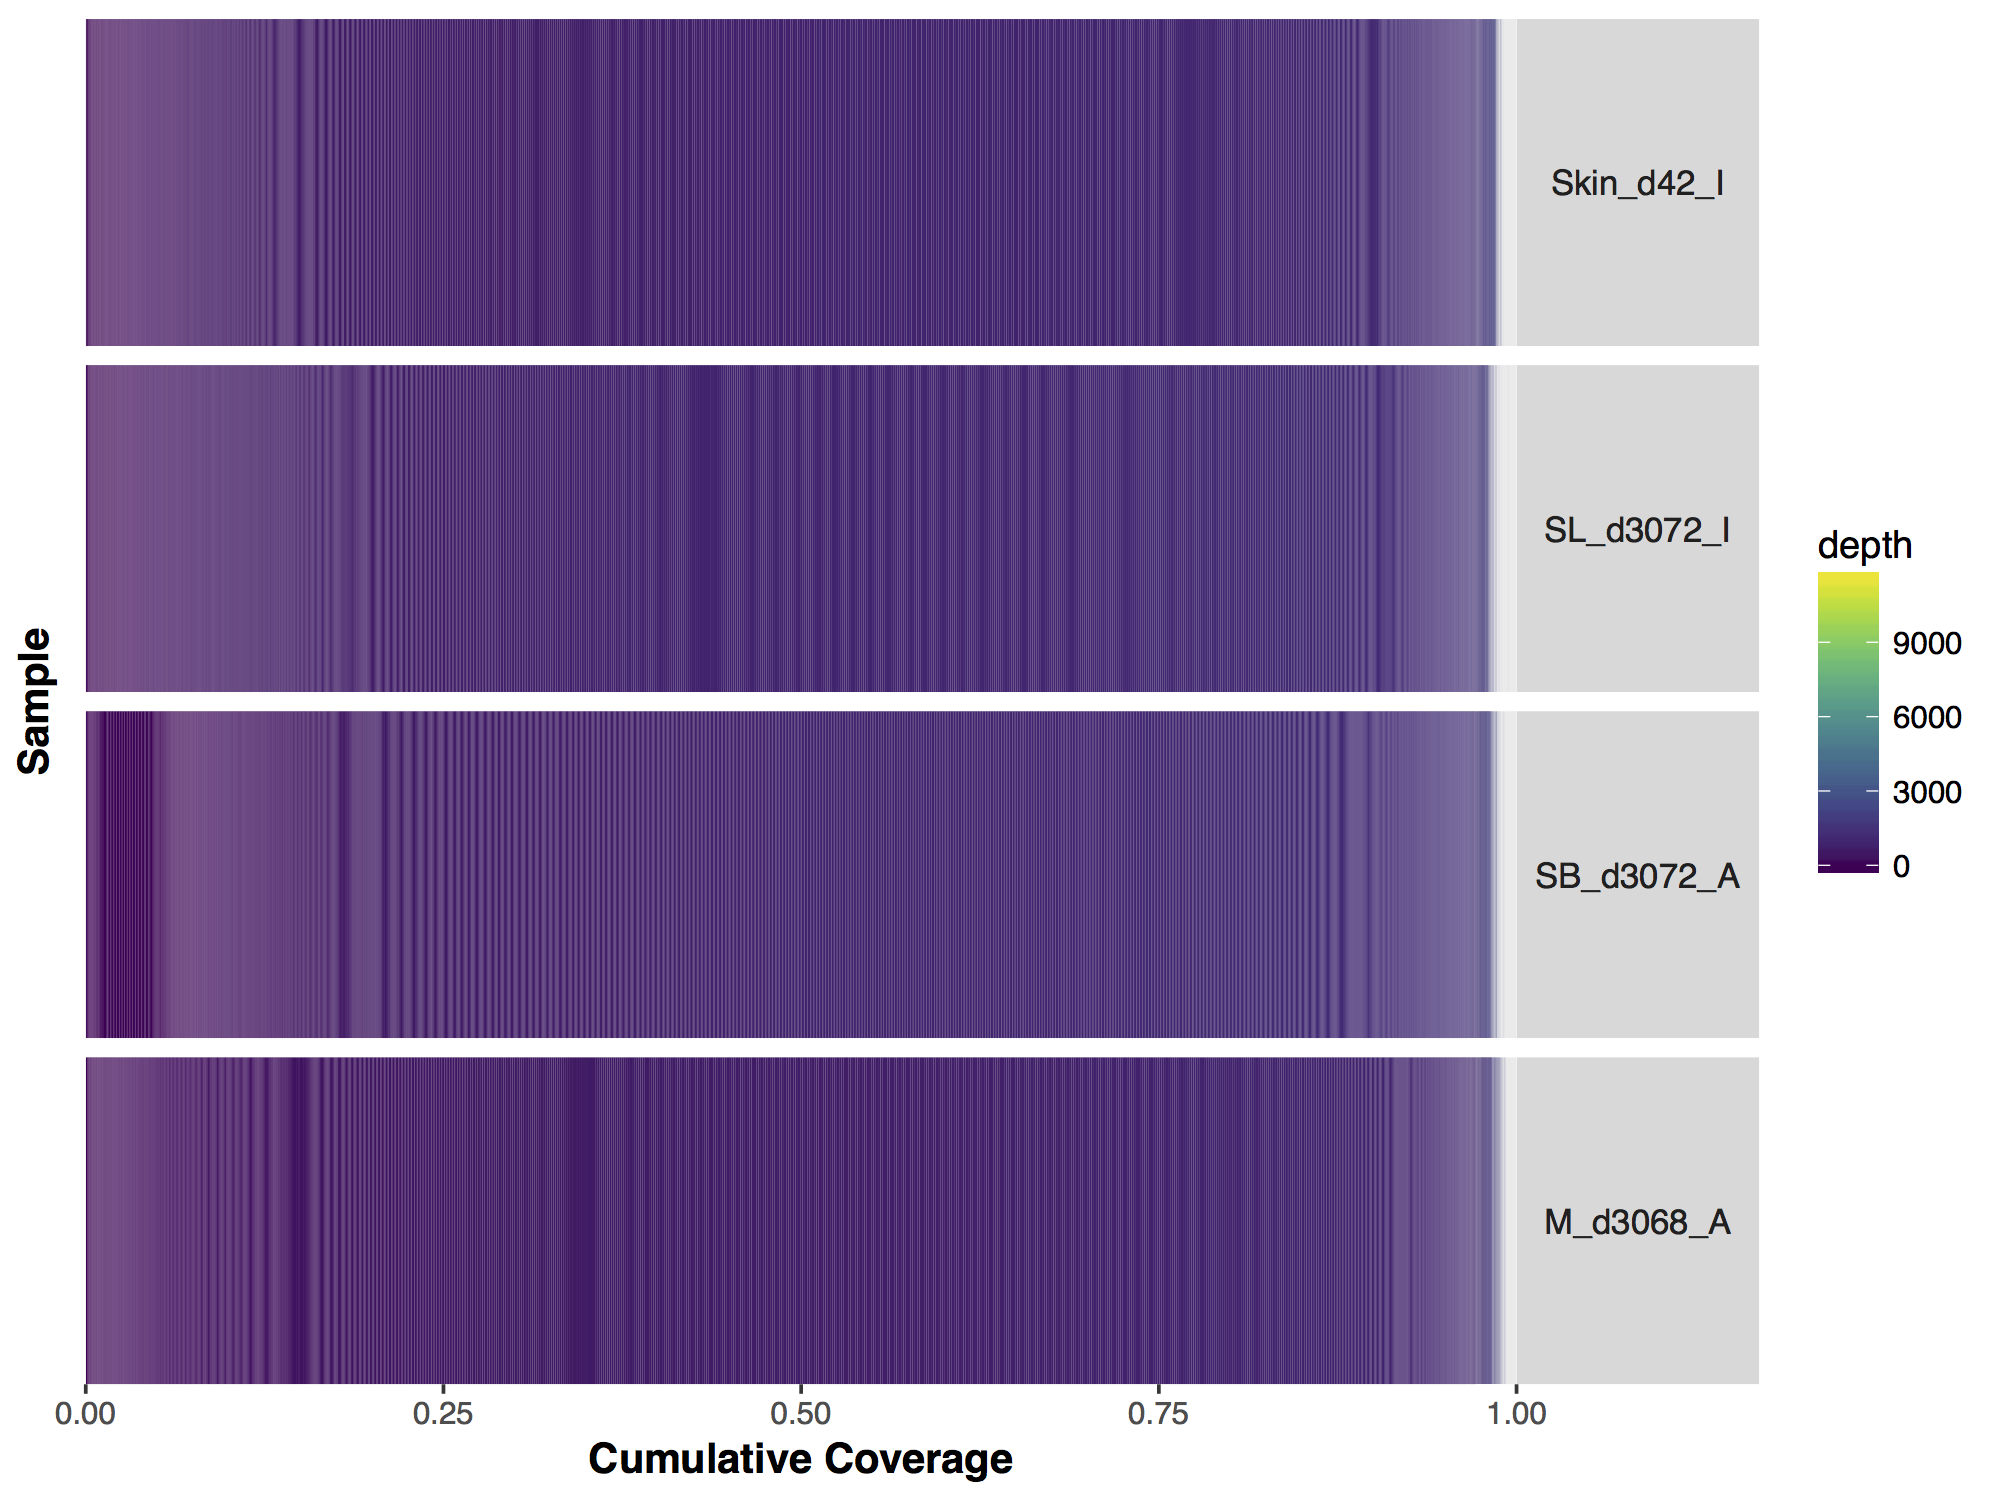 Skin_d42_I
SL_d3072_I
SB_d3072_A
M_d3068_A
Sample
0.00 0.25 0.50 0.75 1.00
Cumulative Coverage
depth
9000
6000
3000
0